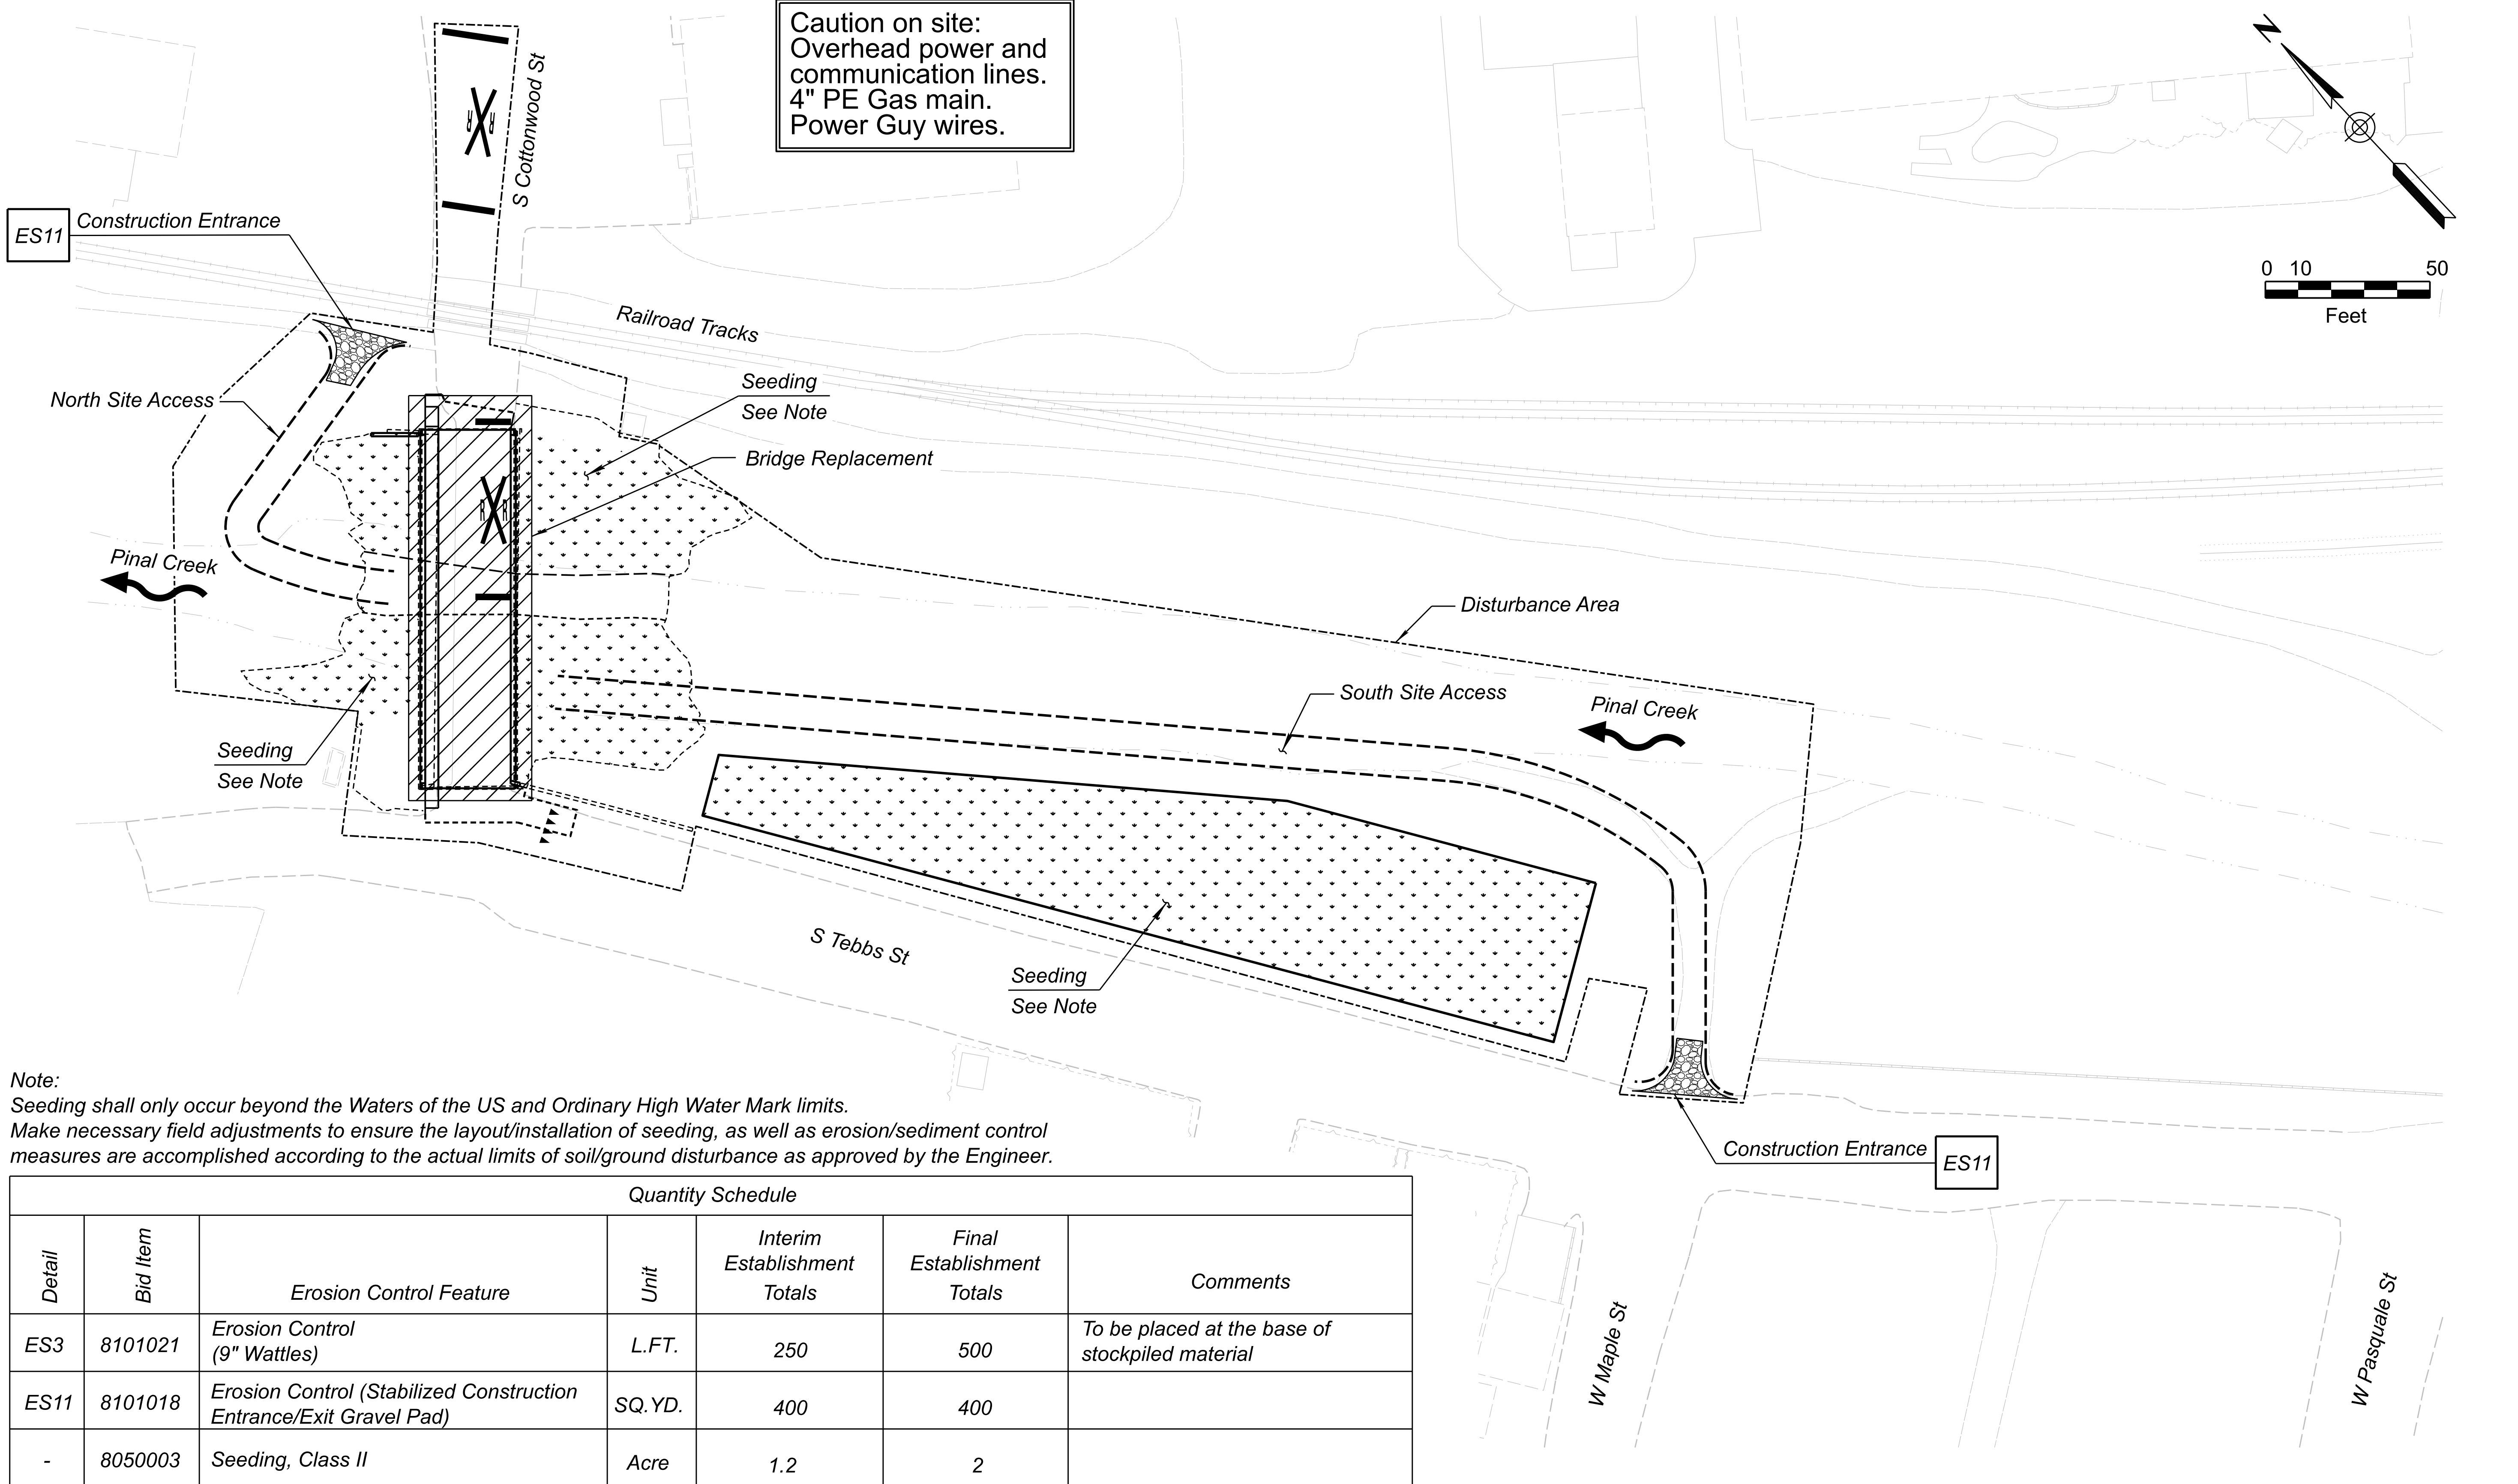 Caution on site:
Overhead power and
communication lines.
4" PE Gas main.
Power Guy wires.
N
S Cottonwood St
R X R
ES11
Construction Entrance
0 10 50
Feet
Railroad Tracks
North Site Access
Seeding
See Note
Bridge Replacement
R X R
Pinal Creek
Disturbance Area
South Site Access
Pinal Creek
Seeding
See Note
S Tebbs St
Seeding
See Note
Construction Entrance
ES11
W Maple St
W Pasquale St
Note:
Seeding shall only occur beyond the Waters of the US and Ordinary High Water Mark limits.
Make necessary field adjustments to ensure the layout/installation of seeding, as well as erosion/sediment control
measures are accomplished according to the actual limits of soil/ground disturbance as approved by the Engineer.
Quantity Schedule
Detail
Bid Item
Erosion Control Feature
Unit
Interim
Establishment
Totals
Final
Establishment
Totals
Comments
ES3
8101021
Erosion Control
(9" Wattles)
L.FT.
250
500
To be placed at the base of
stockpiled material
ES11
8101018
Erosion Control (Stabilized Construction
Entrance/Exit Gravel Pad)
SQ.YD.
400
400
-
8050003
Seeding, Class II
Acre
1.2
2